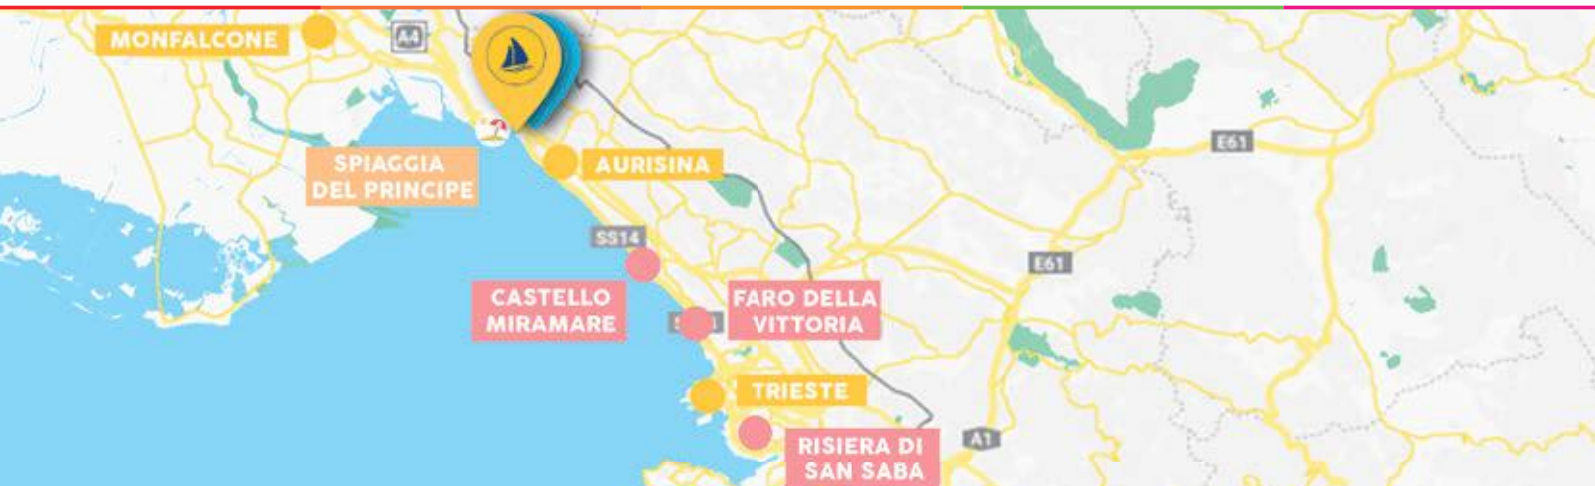 MONFALCONE
A4
E61
SPIAGGIA
DEL PRINCIPE
AURISINA
SS14
E61
CASTELLO
MIRAMARE
FARO DELLA
VITTORIA
TRIESTE
RISIERA DI
SAN SABA
A1